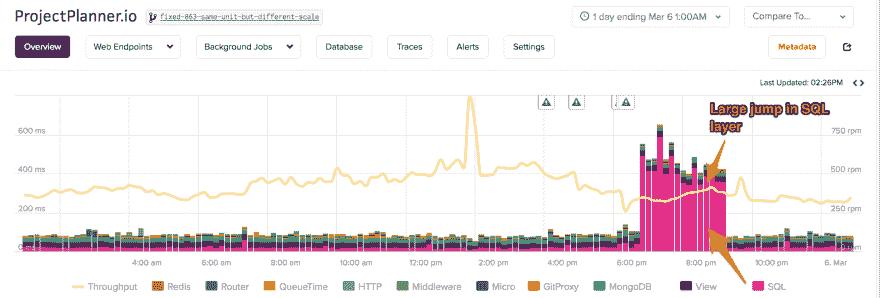 ProjectPlanner.io
fixed-863-same-unit-but-different-scale
1 day ending Mar 6 1:00AM
Compare To...
Overview
Web Endpoints
Background Jobs
Database
Traces
Alerts
Settings
Metadata
Last Updated: 02:26PM
Large jump in SQL
layer
600 ms
750 rpm
400 ms
500 rpm
200 ms
250 rpm
4:00 am
6:00 am
8:00 am
10:00 am
12:00 pm
2:00 pm
4:00 pm
6:00 pm
8:00 pm
10:00 pm
6. Mar
Throughput
Redis
Router
QueueTime
HTTP
Middleware
Micro
GitProxy
MongoDB
View
SQL